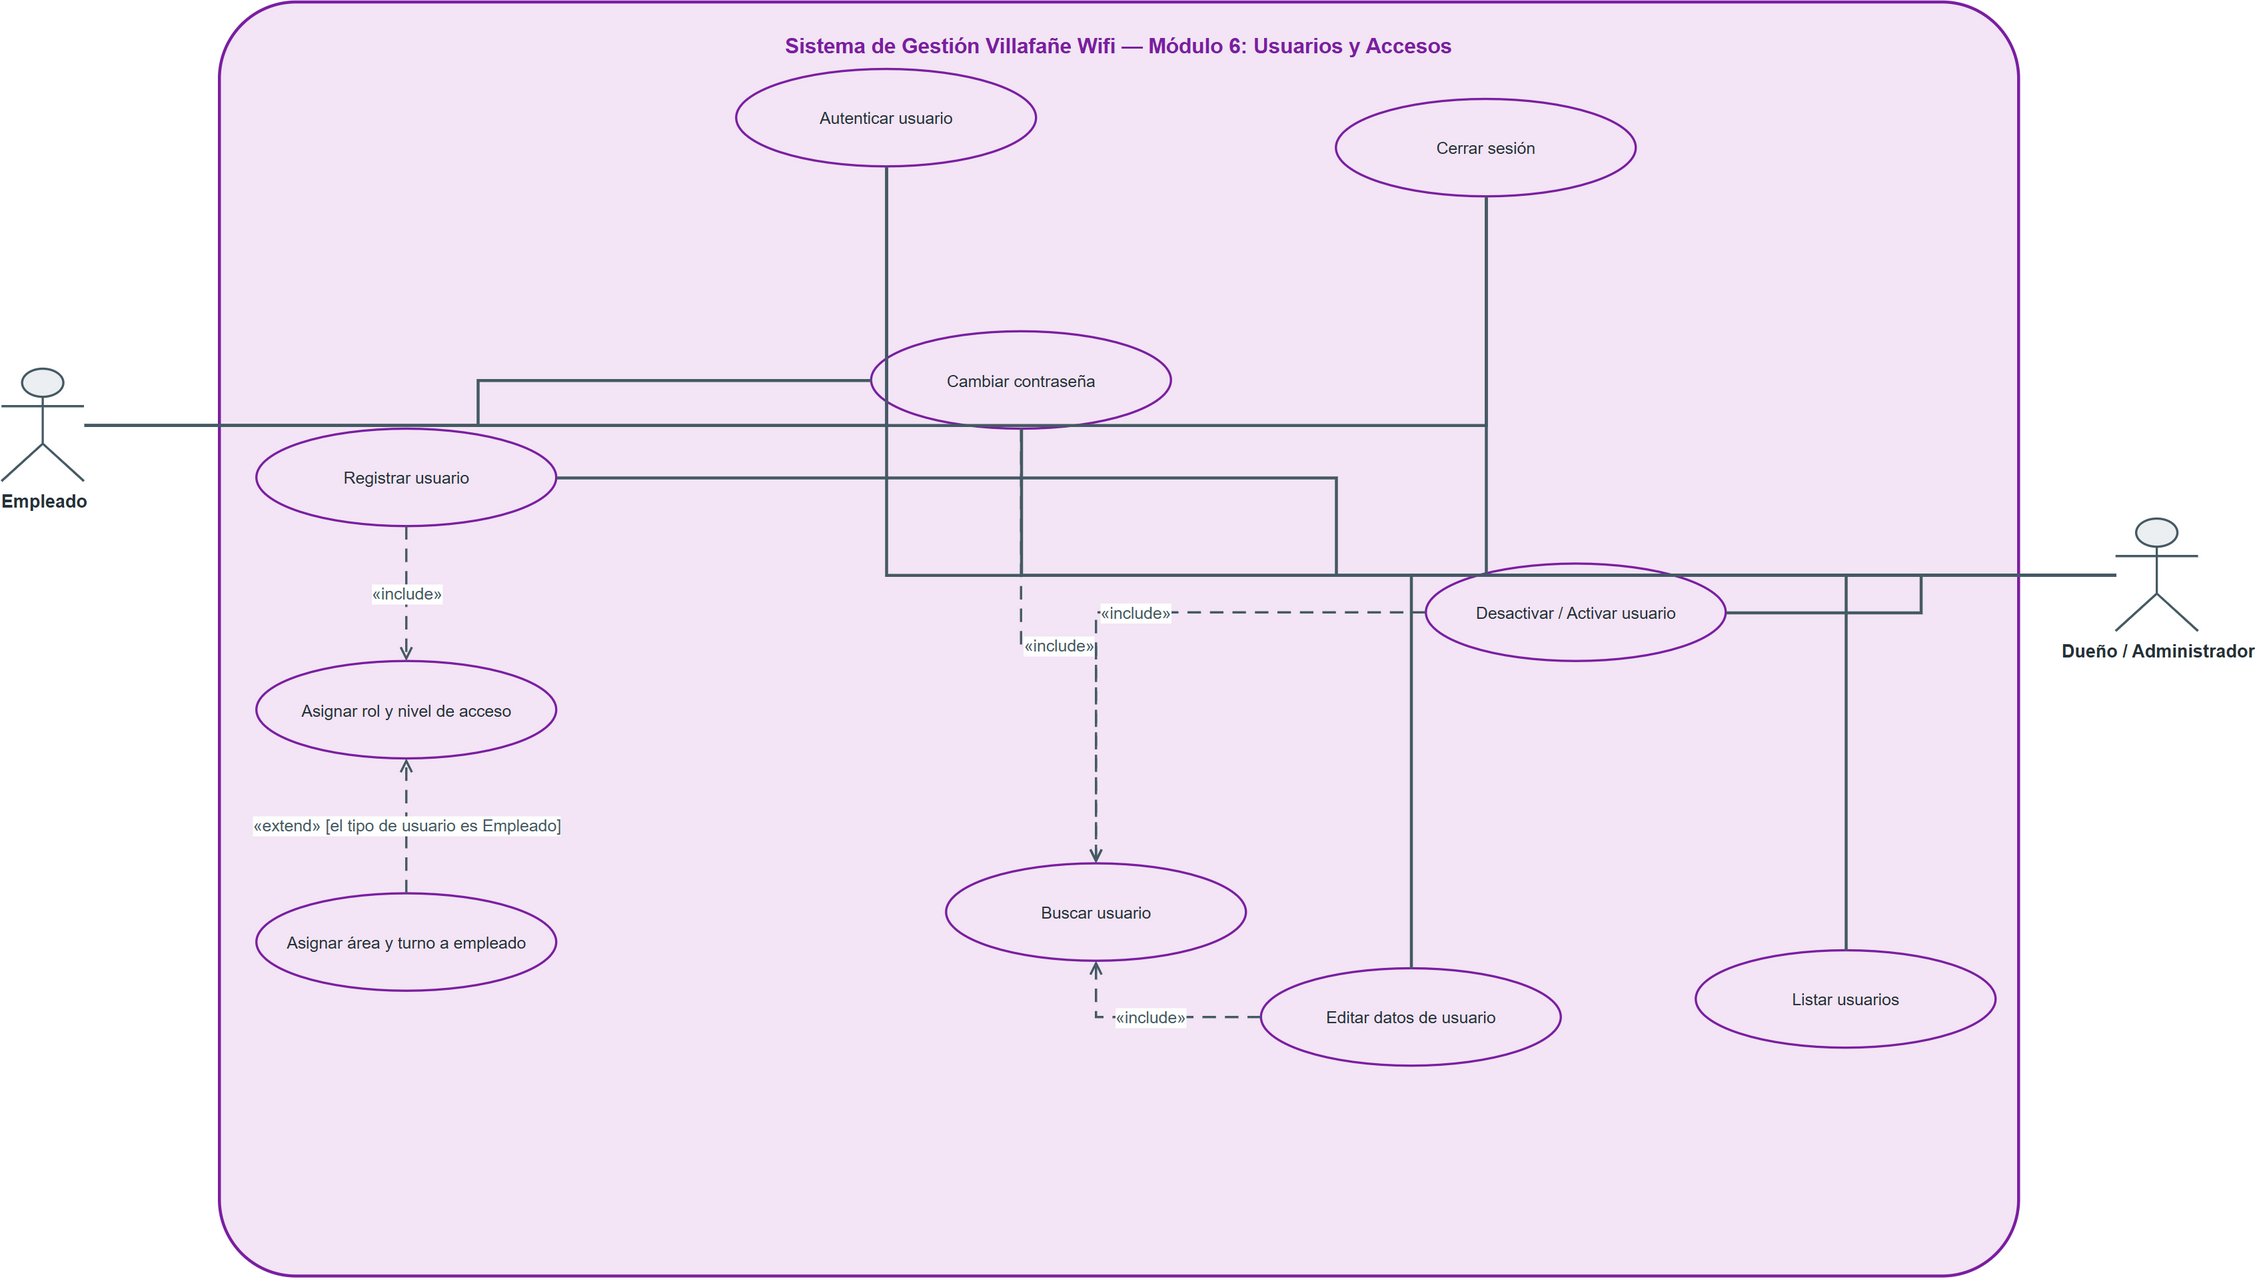 Sistema de Gestión Villafañe Wifi — Módulo 6: Usuarios y Accesos
Autenticar usuario
Cerrar sesión
Cambiar contraseña
Registrar usuario
Empleado
«include»
«include»
Desactivar / Activar usuario
«include»
Dueño / Administrador
Asignar rol y nivel de acceso
«extend» [el tipo de usuario es Empleado]
Buscar usuario
Asignar área y turno a empleado
Listar usuarios
«include»
Editar datos de usuario